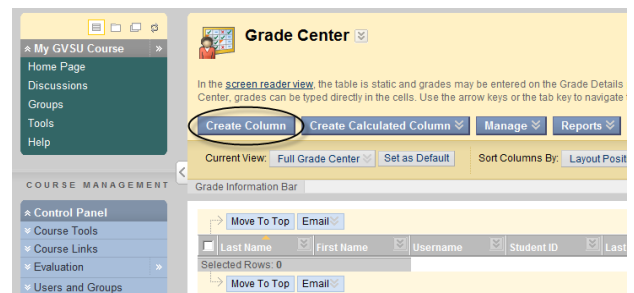 My GVSU Course
Home Page
Discussions
Groups
Tools
Help
COURSE MANAGEMENT
Control Panel
Course Tools
Course Links
Evaluation
Users and Groups
Grade Center
In the screen reader view, the table is static and grades may be entered on the Grade Details
Center, grades can be typed directly in the cells. Use the arrow keys or the tab key to navigate
Create Column Create Calculated Column Manage Reports
Current View: Full Grade Center Set as Default Sort Columns By: Layout Posit
Grade Information Bar
Move To Top Email
Last Name First Name Username Student ID Last
Selected Rows: 0
Move To Top Email